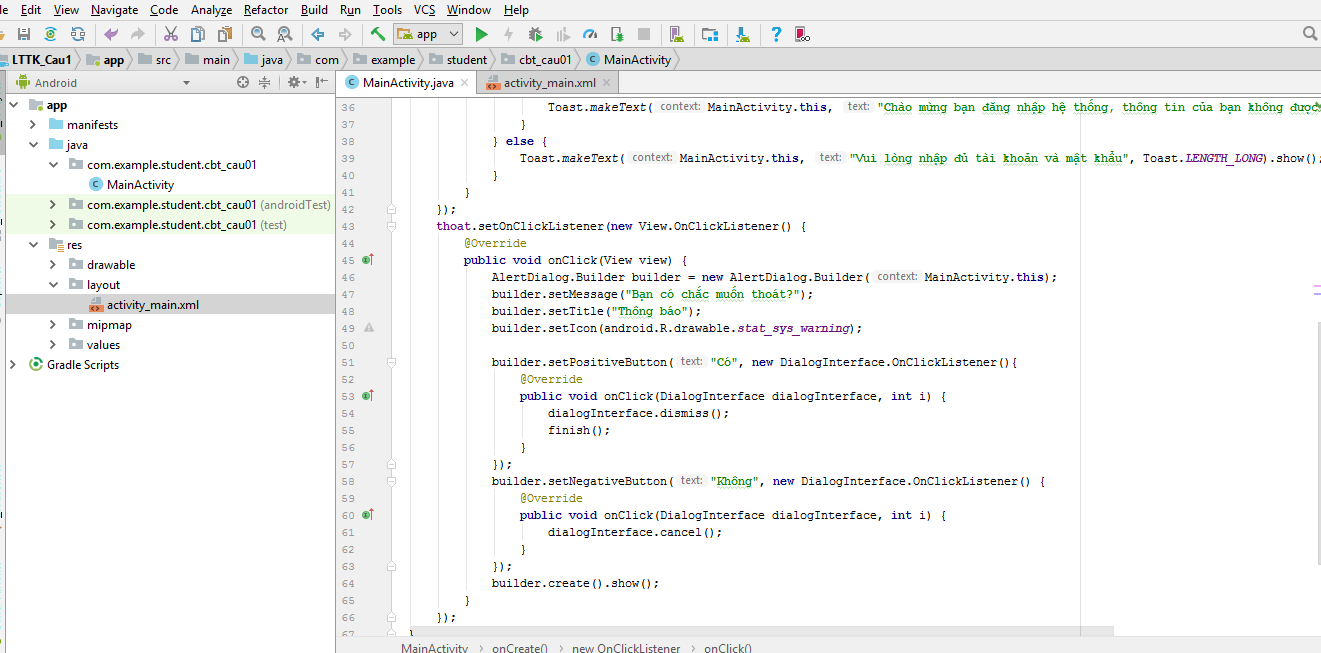 le Edit View Navigate Code Analyze Refactor Build Run Tools VCS Window Help
app
LTTK_Cau1 app src main java com example student cbt_cau01 MainActivity
Android
MainActivity.java activity_main.xml
app
manifests
java
com.example.student.cbt_cau01
MainActivity
com.example.student.cbt_cau01 (androidTest)
com.example.student.cbt_cau01 (test)
res
drawable
layout
activity_main.xml
mipmap
values
Gradle Scripts
36 Toast.makeText( context: MainActivity.this, text: "Chào mừng bạn đăng nhập hệ thống, thông tin của bạn không được
37 }
38 } else {
39 Toast.makeText( context: MainActivity.this, text: "Vui lòng nhập đủ tài khoản và mật khẩu", Toast.LENGTH_LONG).show();
40 }
41 }
42 });
43 thoat.setOnClickListener(new View.OnClickListener() {
44 @Override
45 public void onClick(View view) {
46 AlertDialog.Builder builder = new AlertDialog.Builder( context: MainActivity.this);
47 builder.setMessage("Bạn có chắc muốn thoát?");
48 builder.setTitle("Thông báo");
49 builder.setIcon(android.R.drawable.stat_sys_warning);
50
51 builder.setPositiveButton( text: "Có", new DialogInterface.OnClickListener(){
52 @Override
53 public void onClick(DialogInterface dialogInterface, int i) {
54 dialogInterface.dismiss();
55 finish();
56 }
57 });
58 builder.setNegativeButton( text: "Không", new DialogInterface.OnClickListener() {
59 @Override
60 public void onClick(DialogInterface dialogInterface, int i) {
61 dialogInterface.cancel();
62 }
63 });
64 builder.create().show();
65 }
66 });
67 }
MainActivity onCreate() new OnClickListener onClick()